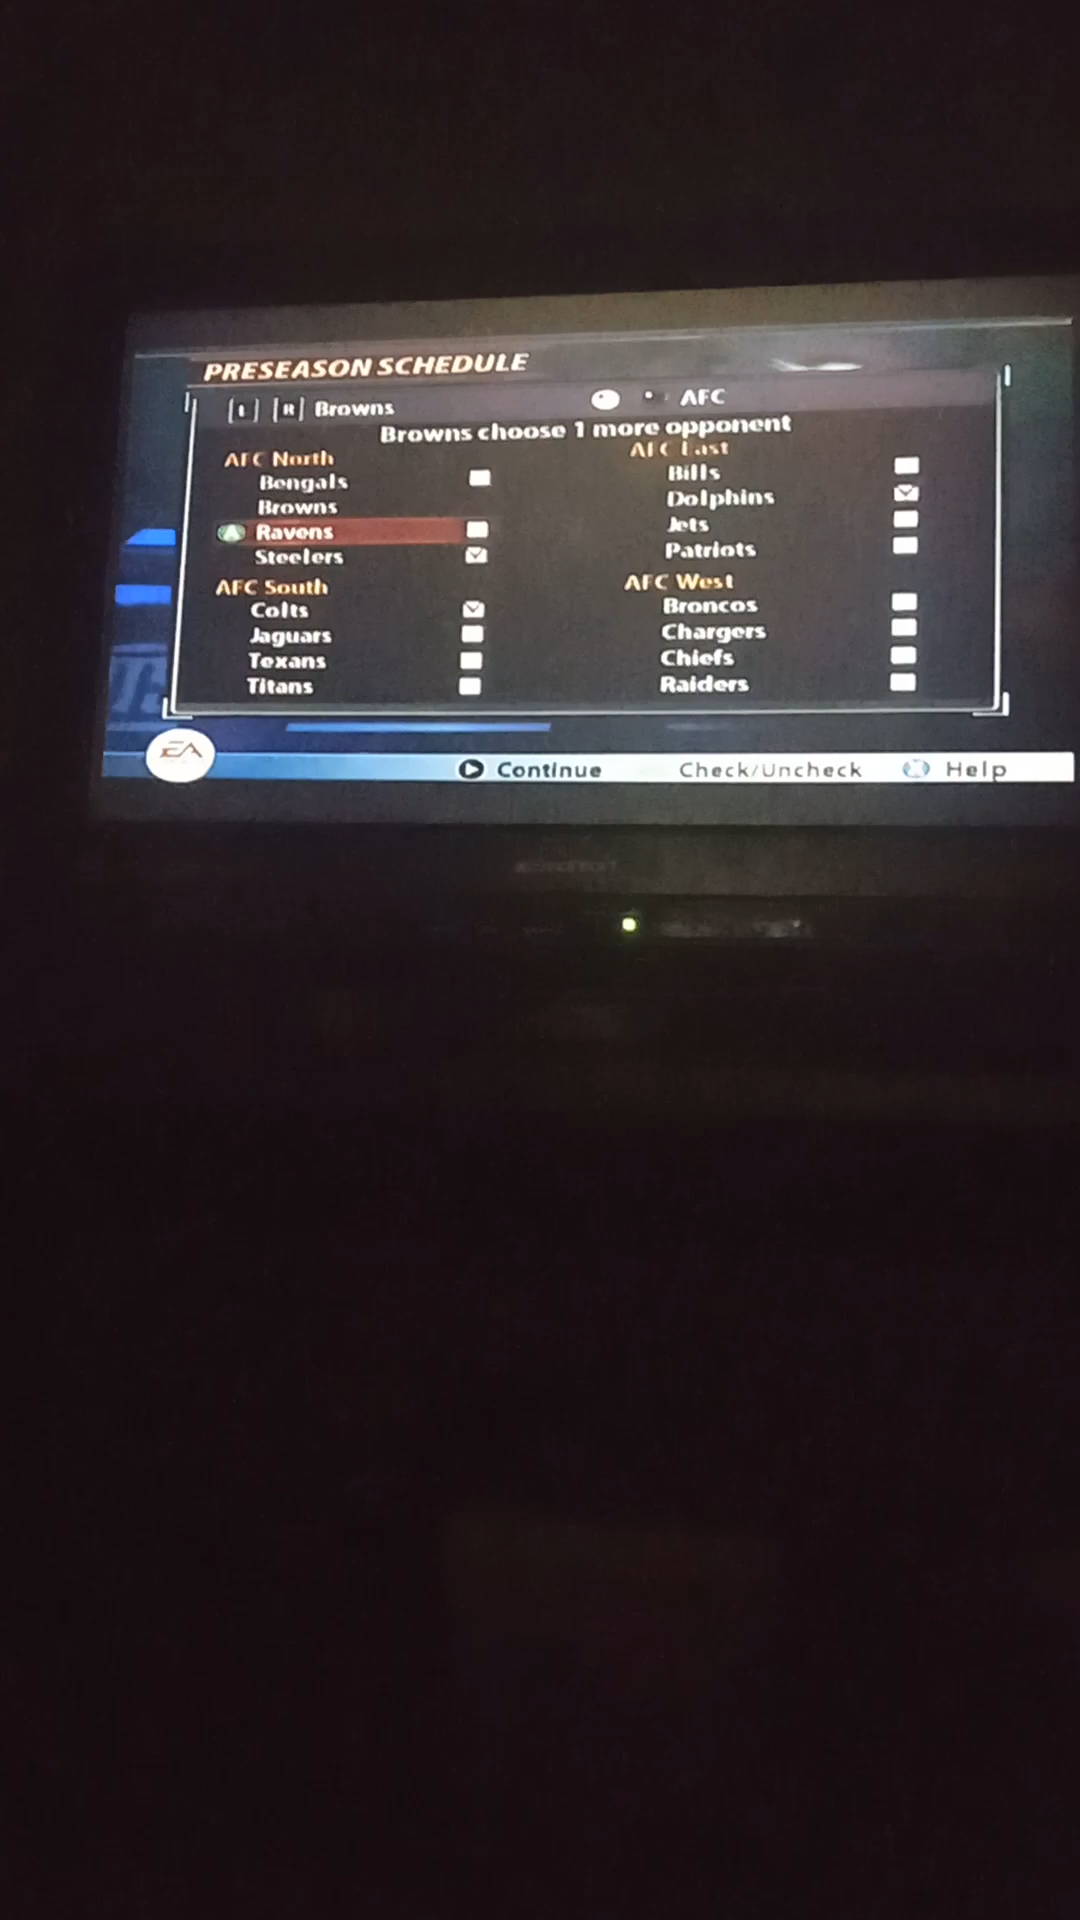 PRESEASON SCHEDULE
[L] [R] Browns AFC
Browns choose 1 more opponent
AFC North
Bengals
Browns
A Ravens
Steelers
AFC South
Colts
Jaguars
Texans
Titans
AFC East
Bills
Dolphins
Jets
Patriots
AFC West
Broncos
Chargers
Chiefs
Raiders
EA
Continue Check/Uncheck X Help